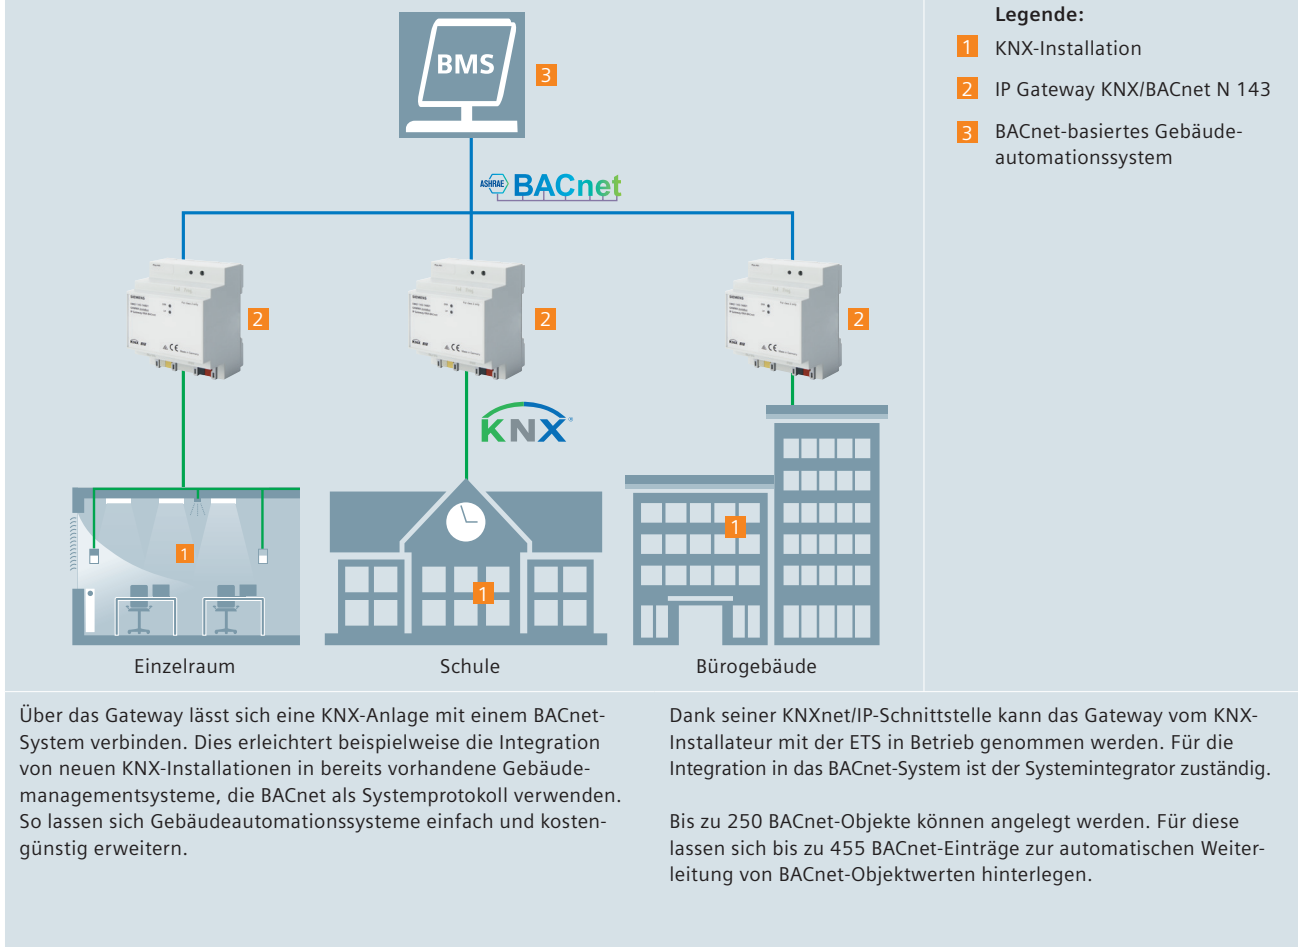 BMS
3
ASHRAE BACnet
2
2
2
KNX
1
1
1
Einzelraum
Schule
Bürogebäude
Legende:
1 KNX-Installation
2 IP Gateway KNX/BACnet N 143
3 BACnet-basiertes Gebäude-
automationssystem
Über das Gateway lässt sich eine KNX-Anlage mit einem BACnet-
System verbinden. Dies erleichtert beispielweise die Integration
von neuen KNX-Installationen in bereits vorhandene Gebäude-
managementsysteme, die BACnet als Systemprotokoll verwenden.
So lassen sich Gebäudeautomationssysteme einfach und kosten-
günstig erweitern.
Dank seiner KNXnet/IP-Schnittstelle kann das Gateway vom KNX-
Installateur mit der ETS in Betrieb genommen werden. Für die
Integration in das BACnet-System ist der Systemintegrator zuständig.
Bis zu 250 BACnet-Objekte können angelegt werden. Für diese
lassen sich bis zu 455 BACnet-Einträge zur automatischen Weiter-
leitung von BACnet-Objektwerten hinterlegen.